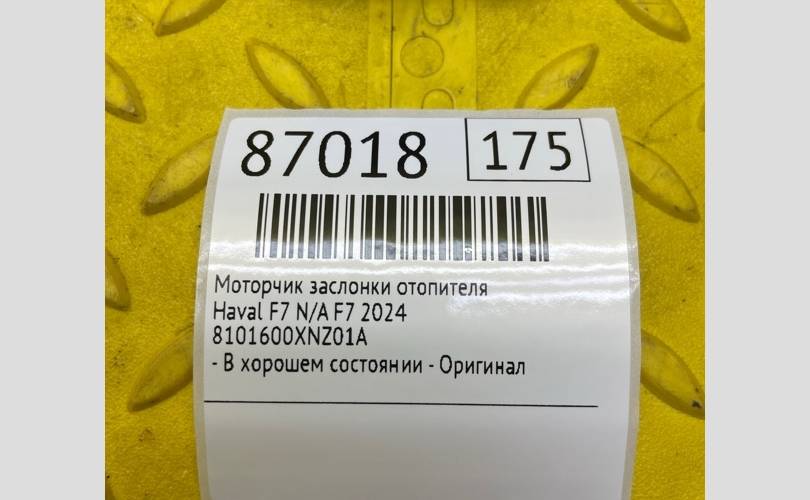 87018 175
Моторчик заслонки отопителя
Haval F7 N/A F7 2024
8101600XNZ01A
- В хорошем состоянии - Оригинал